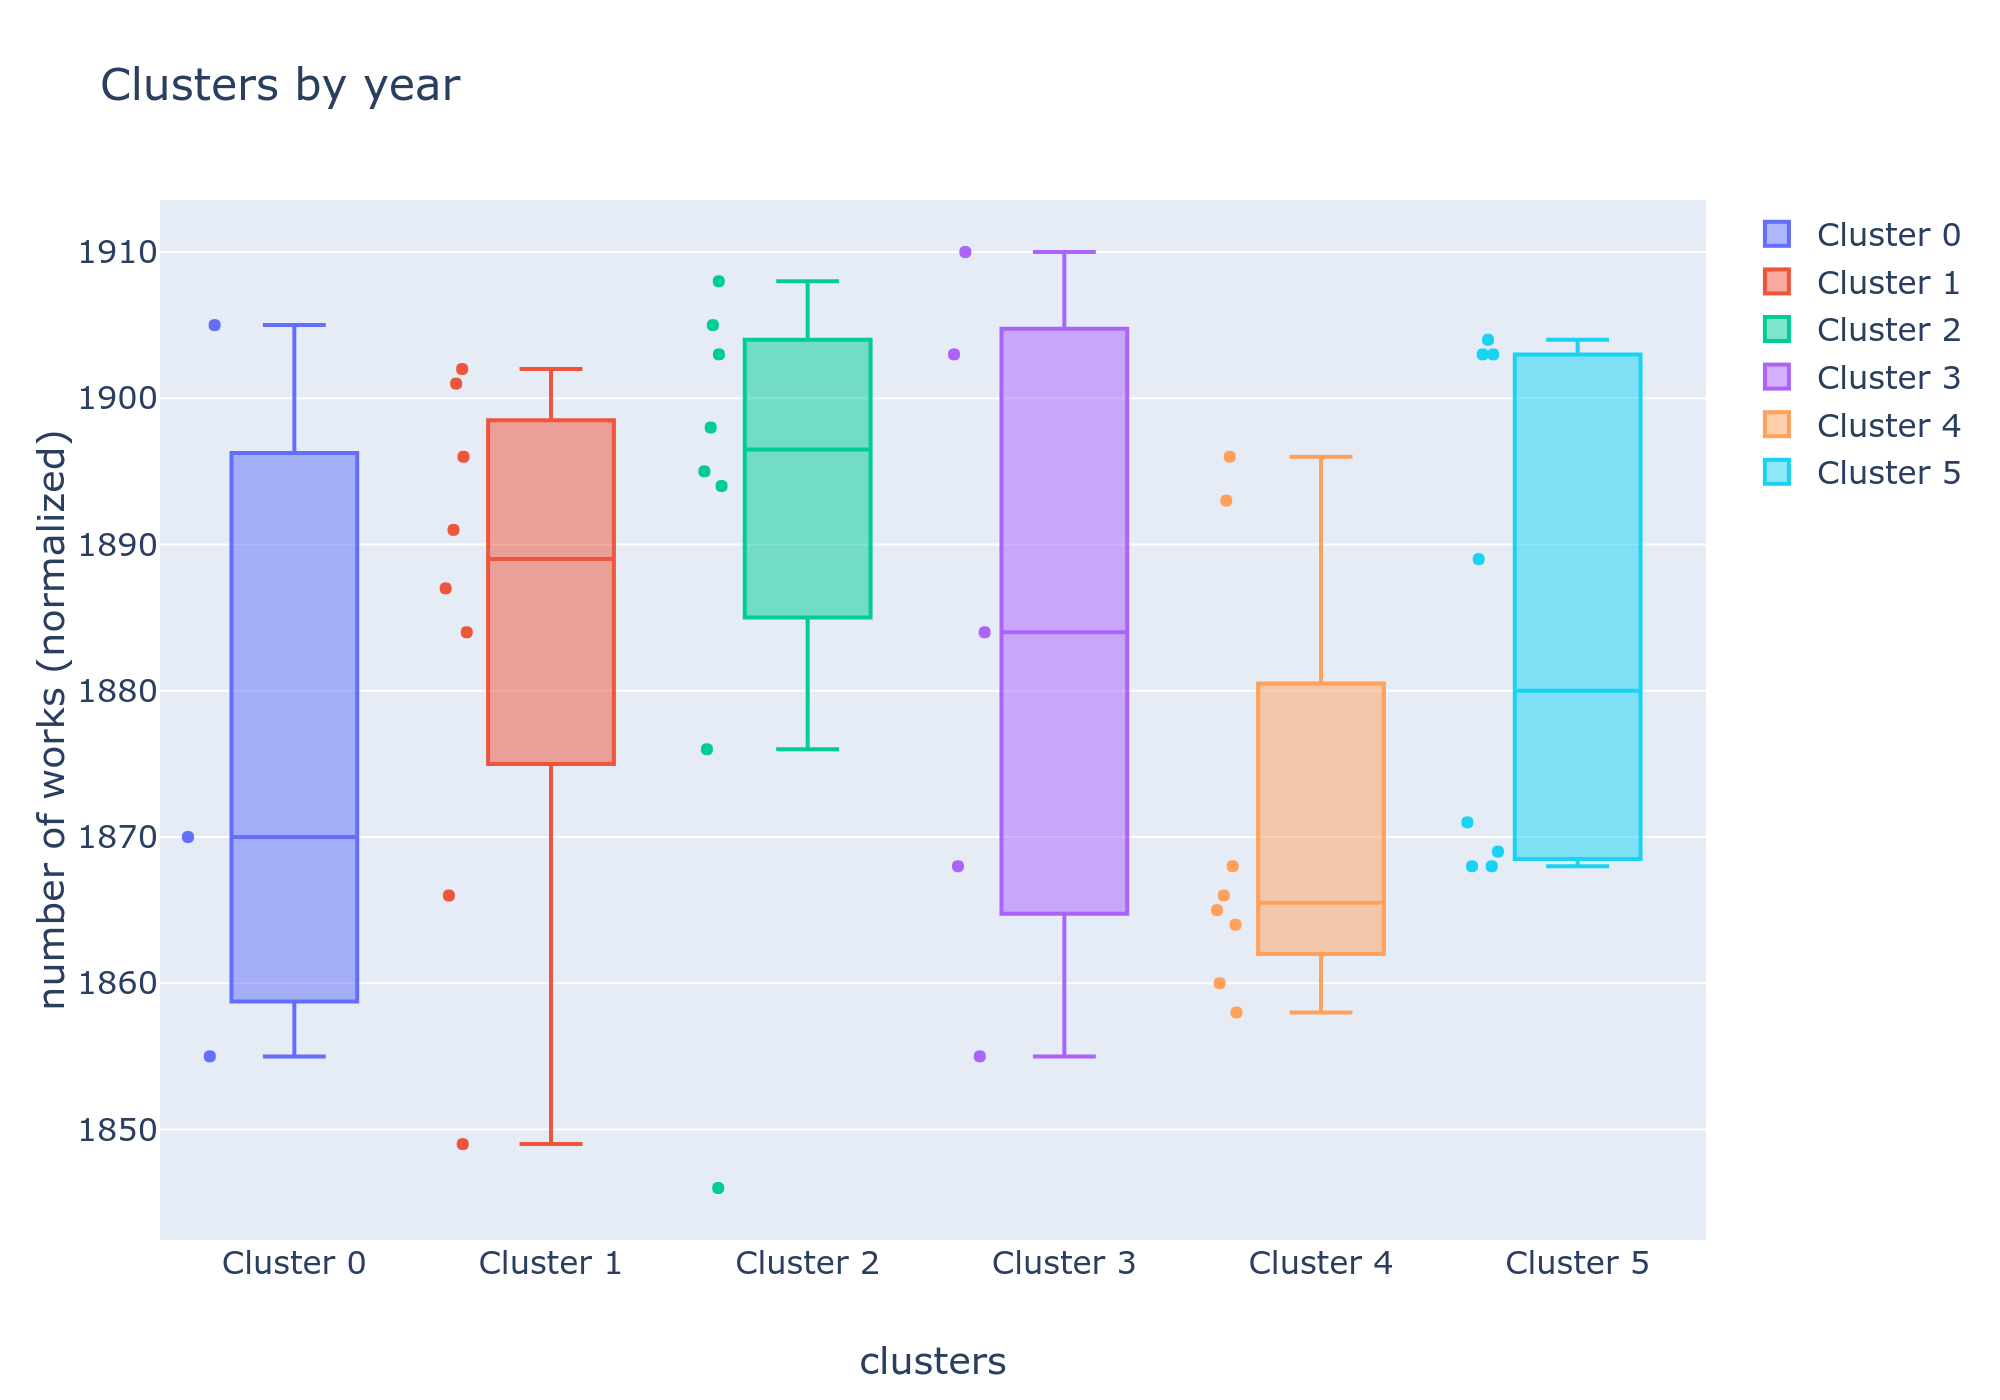 Clusters by year
number of works (normalized)
1910
1900
1890
1880
1870
1860
1850
Cluster 0
Cluster 1
Cluster 2
Cluster 3
Cluster 4
Cluster 5
clusters
Cluster 0
Cluster 1
Cluster 2
Cluster 3
Cluster 4
Cluster 5